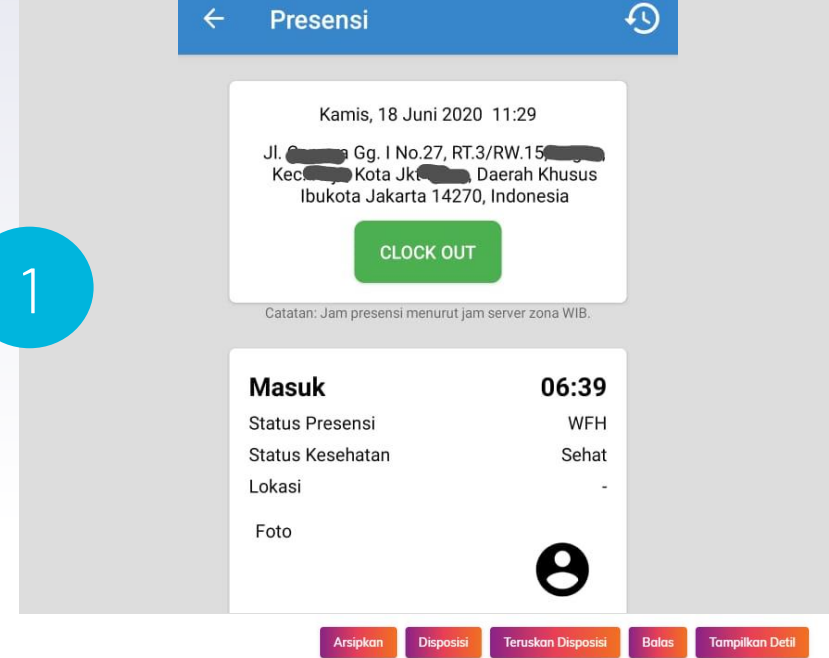 Presensi
Kamis, 18 Juni 2020 11:29
Jl. Gg. I No.27, RT.3/RW.15,
Kec. Kota Jkt , Daerah Khusus
Ibukota Jakarta 14270, Indonesia
CLOCK OUT
1
Catatan: Jam presensi menurut jam server zona WIB.
Masuk 06:39
Status Presensi WFH
Status Kesehatan Sehat
Lokasi -
Foto
Arsipkan Disposisi Teruskan Disposisi Balas Tampilkan Detil